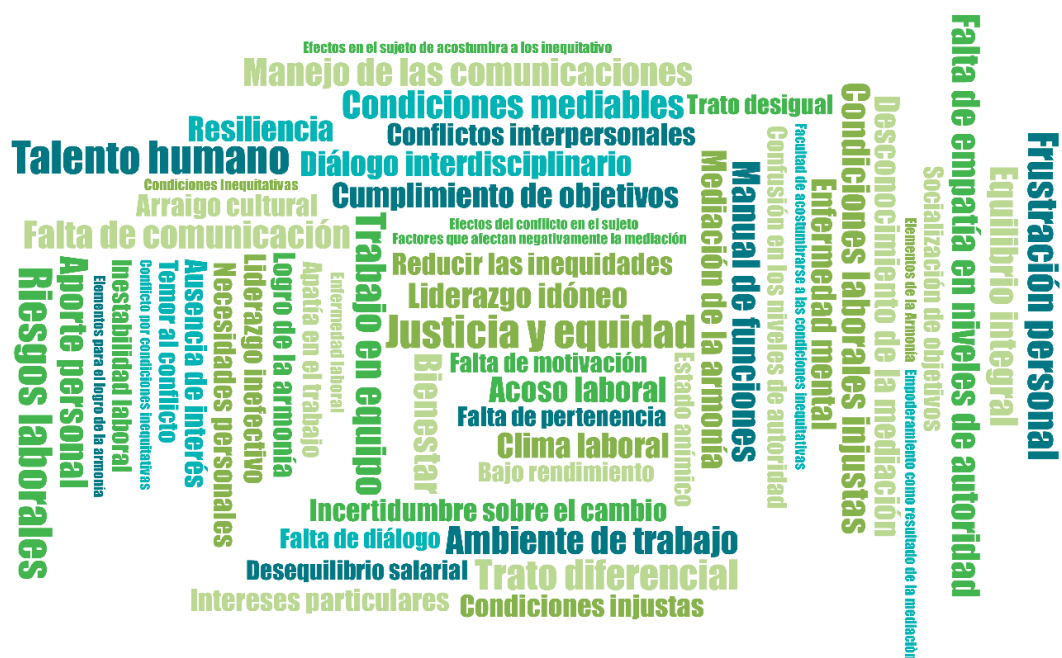 Efectos en el sujeto de acostumbra a los inequitativo
Manejo de las comunicaciones
Condiciones mediables
Trato desigual
Resiliencia
Conflictos interpersonales
Talento humano
Diálogo interdisciplinario
Condiciones Inequitativas
Cumplimiento de objetivos
Arraigo cultural
Efectos del conflicto en el sujeto
Falta de comunicación
Factores que afectan negativamente la mediación
Reducir las inequidades
Liderazgo idóneo
Justicia y equidad
Falta de motivación
Acoso laboral
Falta de pertenencia
Clima laboral
Bajo rendimiento
Incertidumbre sobre el cambio
Falta de diálogo
Ambiente de trabajo
Desequilibrio salarial
Trato diferencial
Intereses particulares
Condiciones injustas
Riesgos laborales
Aporte personal
Elementos para el logro de la armonia
Inestabilidad laboral
Conflicto por condiciones inequitativas
Temor al conflicto
Ausencia de interés
Necesidades personales
Liderazgo inefectivo
Logro de la armonía
Apatía en el trabajo
Enfermedad laboral
Trabajo en equipo
Bienestar
Estado anímico
Mediación de la armonía
Manual de funciones
Confusión en los niveles de autoridad
Facultad de acostumbrarse a las condiciones inequitativas
Enfermedad mental
Condiciones laborales injustas
Desconocimiento de la mediación
Elementos de la Armonía
Empoderamiento como resultado de la mediaciòn
Socialización de objetivos
Falta de empatía en niveles de autoridad
Equilibrio integral
Frustración personal